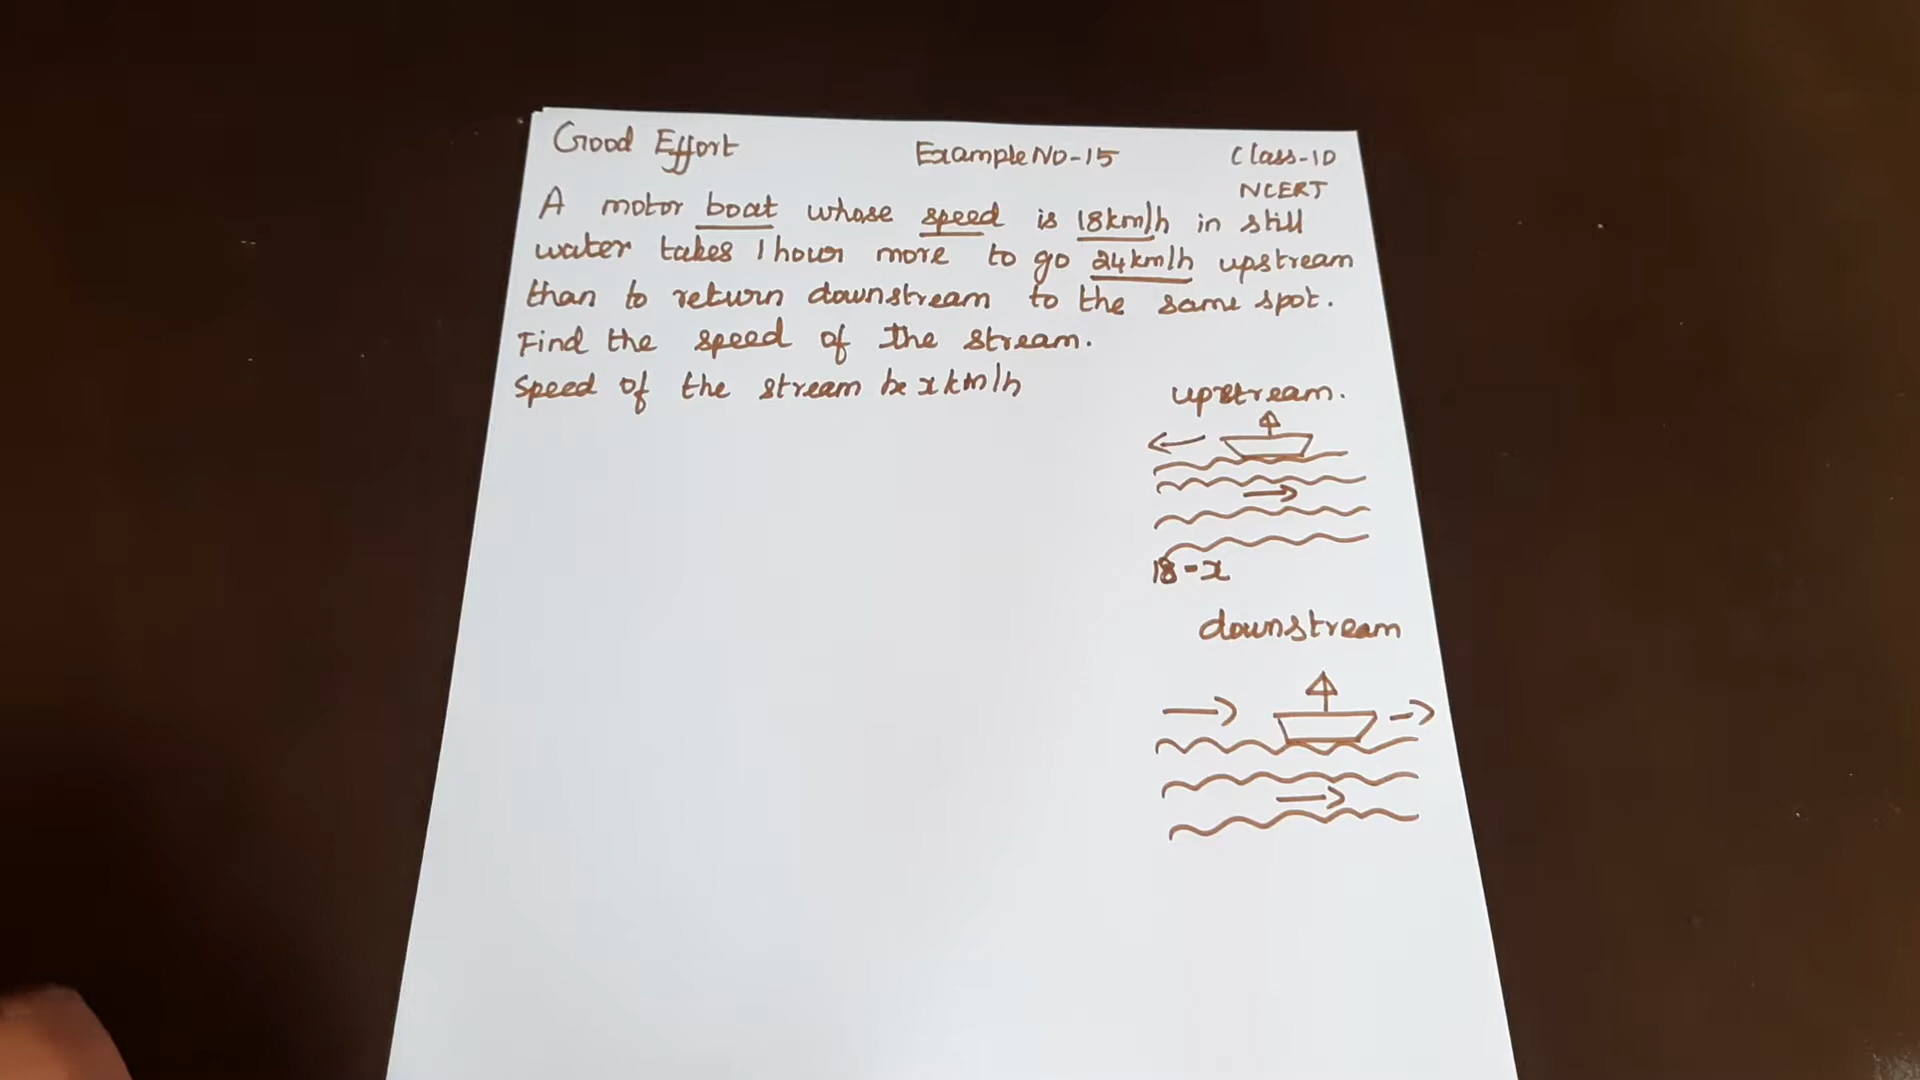 Good Effort Example No-15 Class-10
NCERT
A motor boat whose speed is 18km/h in still
water takes 1 hour more to go 24km/h upstream
than to return downstream to the same spot.
Find the speed of the stream.
Speed of the stream be x km/h
upstream.
18-x
downstream